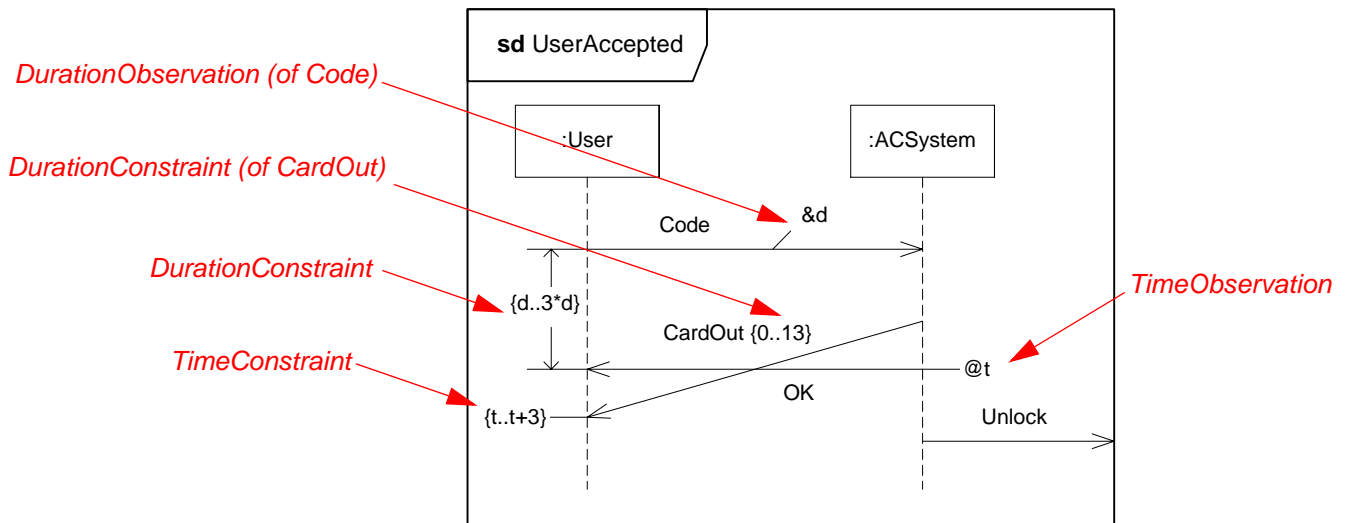 sd UserAccepted
DurationObservation (of Code)
:User
:ACSystem
DurationConstraint (of CardOut)
&d
Code
DurationConstraint
TimeObservation
{d..3*d}
CardOut {0..13}
TimeConstraint
@t
OK
{t..t+3}
Unlock